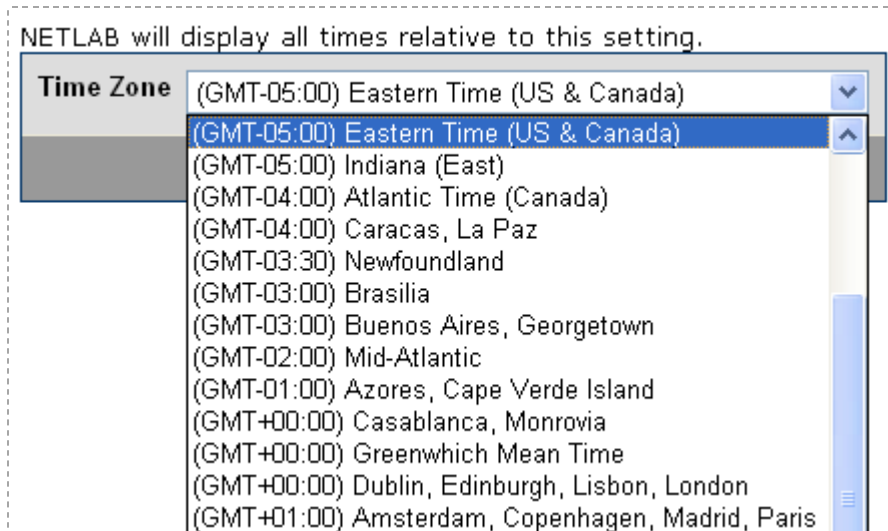 NETLAB will display all times relative to this setting.
Time Zone (GMT-05:00) Eastern Time (US & Canada)
(GMT-05:00) Eastern Time (US & Canada)
(GMT-05:00) Indiana (East)
(GMT-04:00) Atlantic Time (Canada)
(GMT-04:00) Caracas, La Paz
(GMT-03:30) Newfoundland
(GMT-03:00) Brasilia
(GMT-03:00) Buenos Aires, Georgetown
(GMT-02:00) Mid-Atlantic
(GMT-01:00) Azores, Cape Verde Island
(GMT+00:00) Casablanca, Monrovia
(GMT+00:00) Greenwhich Mean Time
(GMT+00:00) Dublin, Edinburgh, Lisbon, London
(GMT+01:00) Amsterdam, Copenhagen, Madrid, Paris